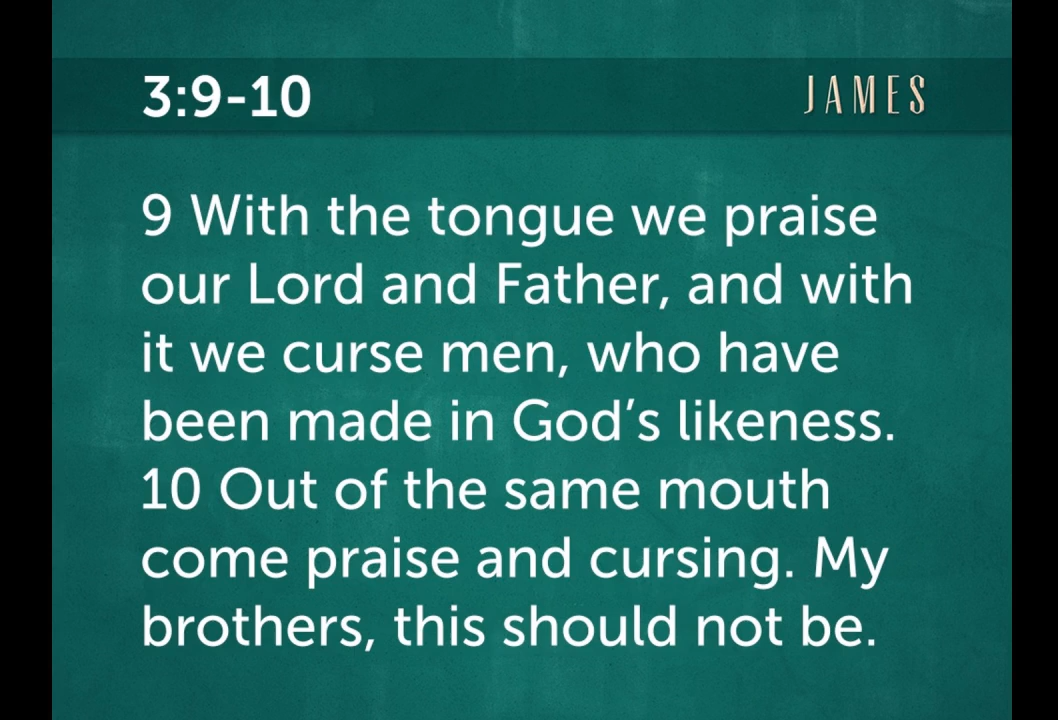 3:9-10 JAMES
9 With the tongue we praise
our Lord and Father, and with
it we curse men, who have
been made in God’s likeness.
10 Out of the same mouth
come praise and cursing. My
brothers, this should not be.